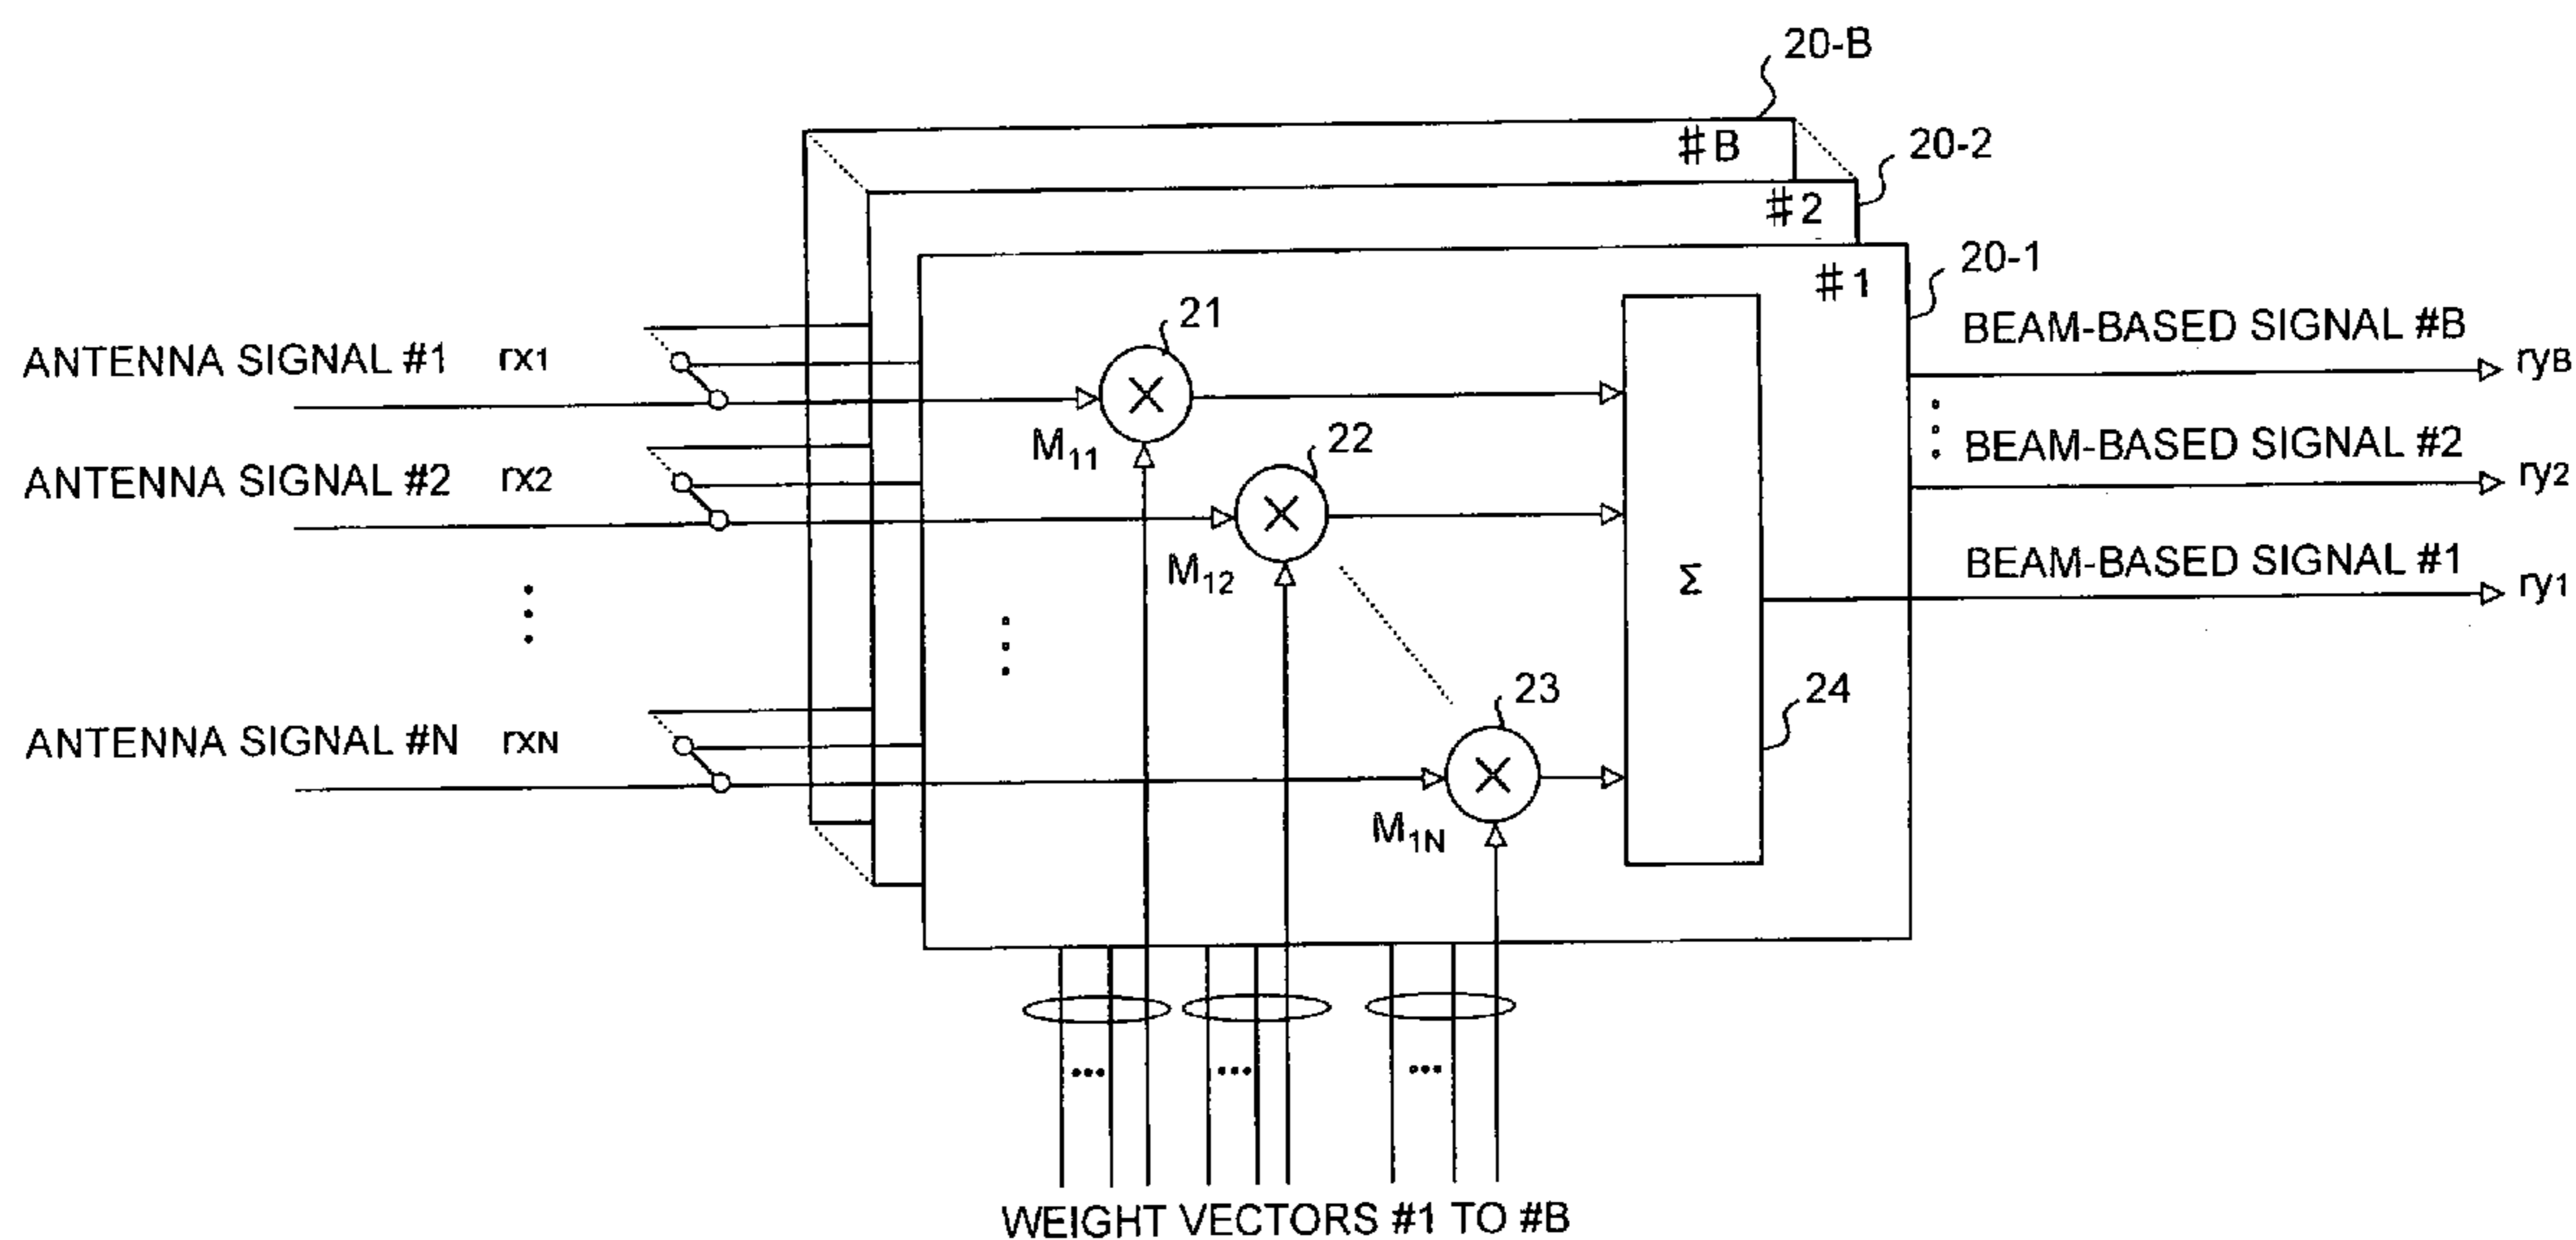 20-B
#B
20-2
#2
20-1
#1
21
BEAM-BASED SIGNAL #B
ryB
ANTENNA SIGNAL #1 rx1
M11
22
BEAM-BASED SIGNAL #2
ry2
ANTENNA SIGNAL #2 rx2
M12
Σ
BEAM-BASED SIGNAL #1
ry1
23
24
ANTENNA SIGNAL #N rxN
M1N
WEIGHT VECTORS #1 TO #B